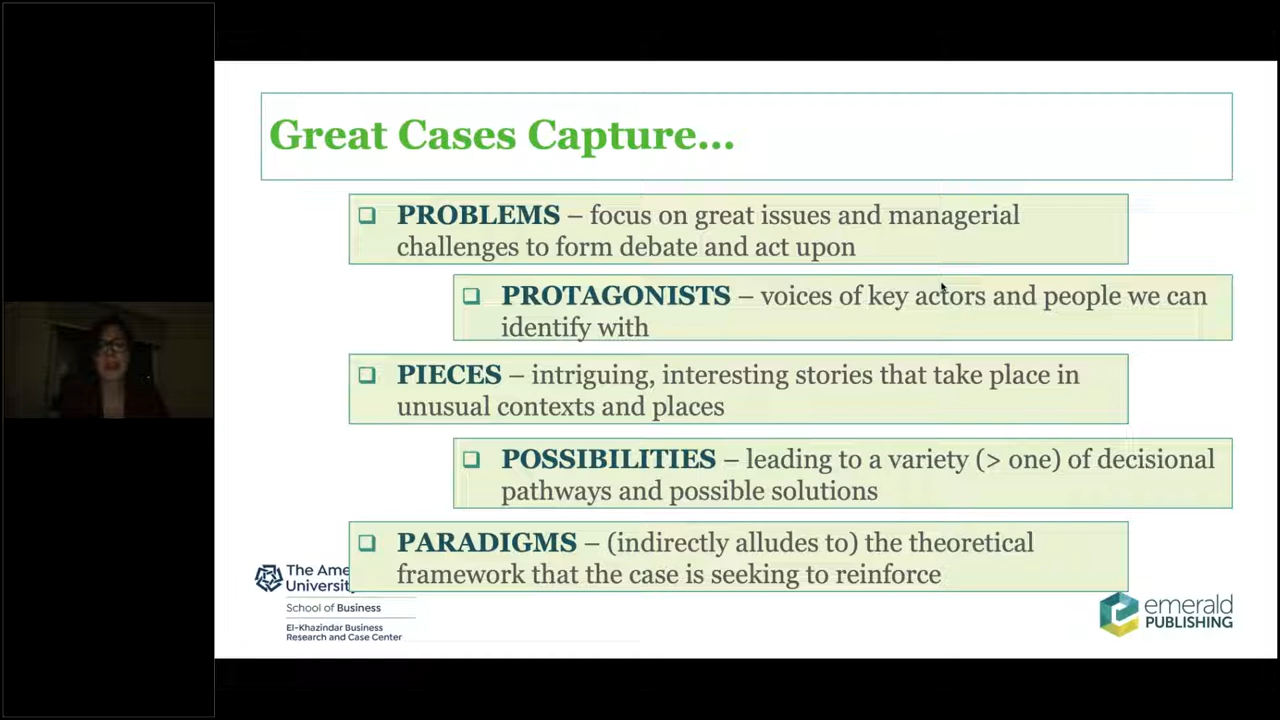 Great Cases Capture...
❑ PROBLEMS – focus on great issues and managerial
challenges to form debate and act upon
❑ PROTAGONISTS – voices of key actors and people we can
identify with
❑ PIECES – intriguing, interesting stories that take place in
unusual contexts and places
❑ POSSIBILITIES – leading to a variety (> one) of decisional
pathways and possible solutions
❑ PARADIGMS – (indirectly alludes to) the theoretical
framework that the case is seeking to reinforce
The Ame
University
School of Business
El-Khazindar Business
Research and Case Center
emerald
PUBLISHING